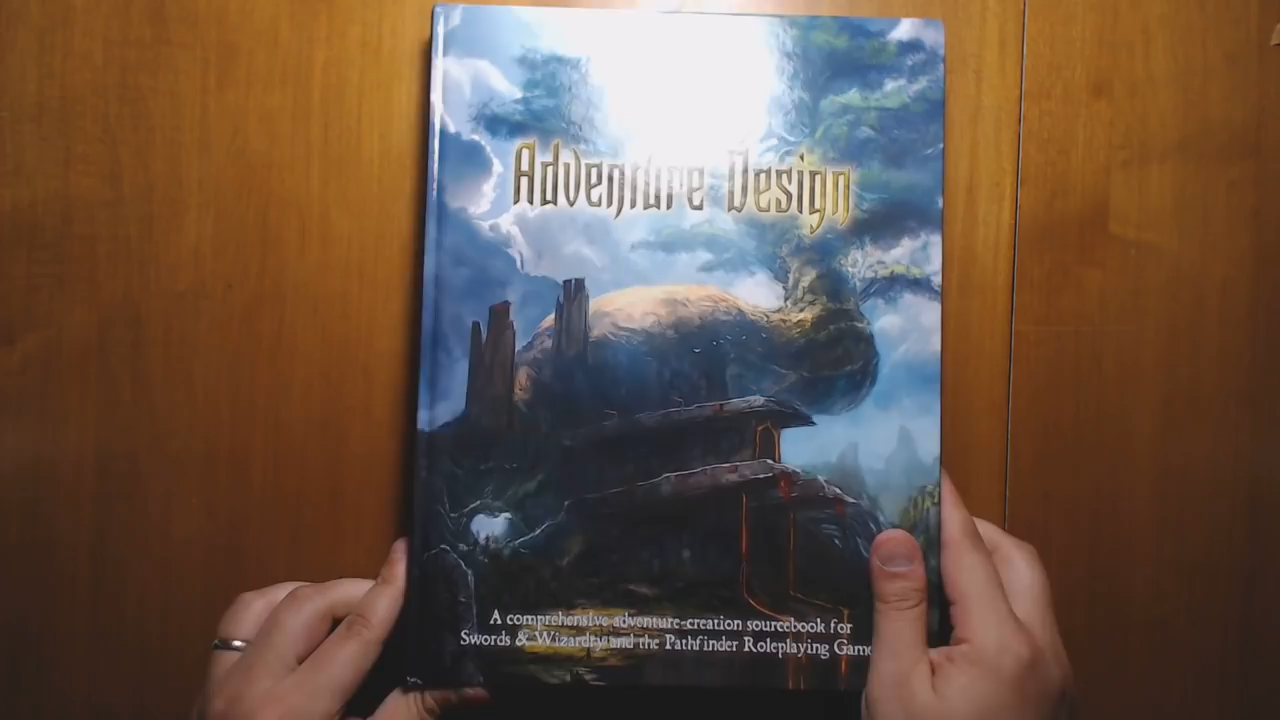 Adventure Design
A comprehensive adventure-creation sourcebook for
Swords & Wizardry and the Pathfinder Roleplaying Game